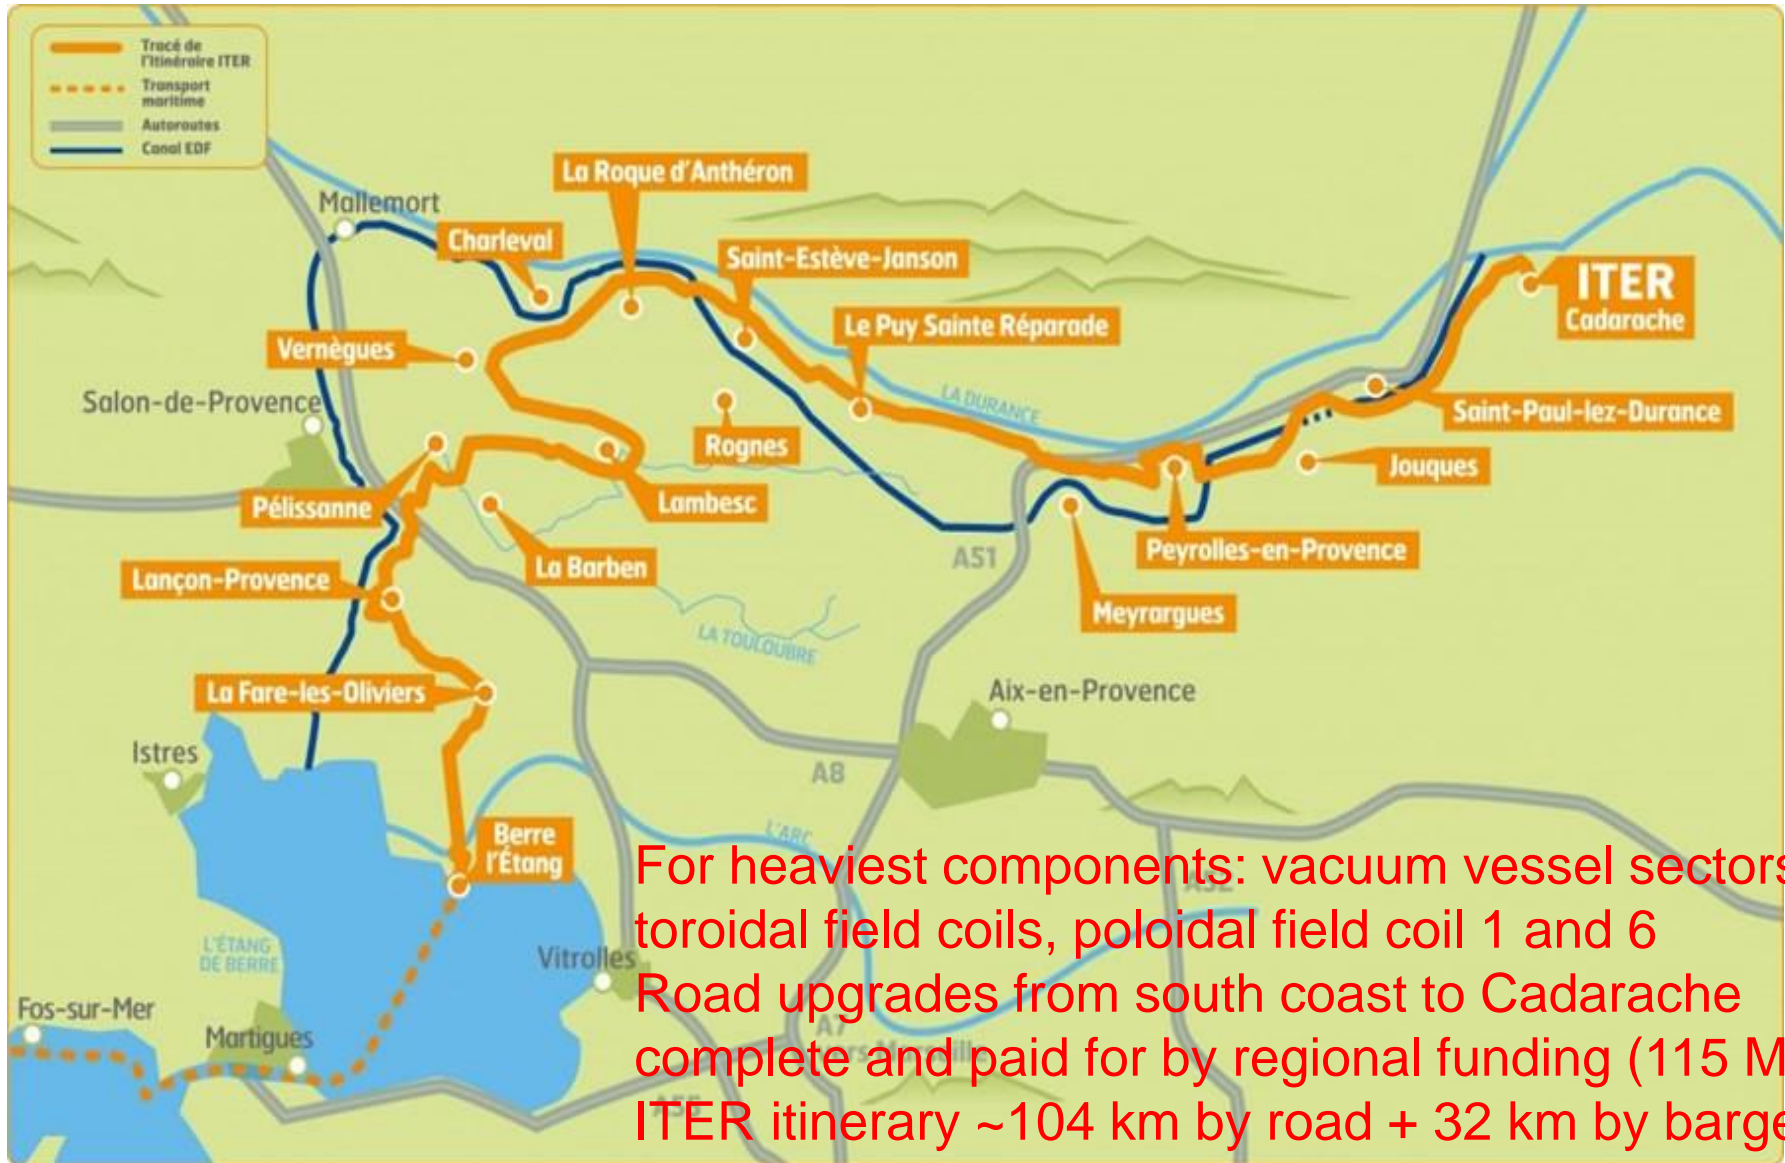 Tracé de
l'Itinéraire ITER
Transport
maritime
Autoroutes
Canal EDF
La Roque d'Anthéron
Mallemort
Charleval
Saint-Estève-Janson
ITER
Cadarache
Le Puy Sainte Réparade
Vernègues
LA DURANCE
Salon-de-Provence
Saint-Paul-lez-Durance
Rognes
Jouques
Pélissanne
Lambesc
A51
Peyrolles-en-Provence
La Barben
Lançon-Provence
Meyrargues
LA TOULOUBRE
La Fare-les-Oliviers
Aix-en-Provence
Istres
A8
Berre
l'Étang
L'ARC
For heaviest components: vacuum vessel sectors
A52
toroidal field coils, poloidal field coil 1 and 6
L'ÉTANG
DE BERRE
Vitrolles
Road upgrades from south coast to Cadarache
Fos-sur-Mer
A7
Martigues
vers Marseille
complete and paid for by regional funding (115 M
A55
ITER itinerary ~104 km by road + 32 km by barge